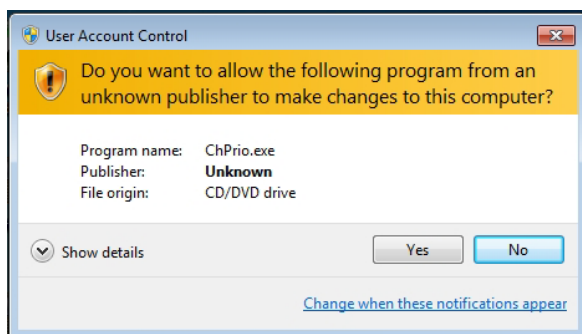 User Account Control
Do you want to allow the following program from an
unknown publisher to make changes to this computer?
Program name: ChPrio.exe
Publisher: Unknown
File origin: CD/DVD drive
Show details
Yes
No
Change when these notifications appear